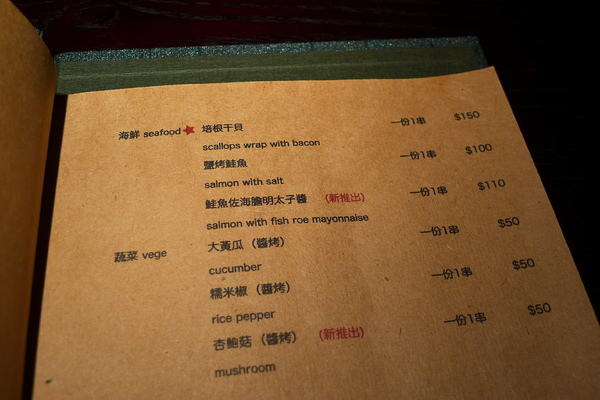 海鮮 seafood ★ 培根干貝 一份1串 $150
scallops wrap with bacon
鹽烤鮭魚 一份1串 $100
salmon with salt
鮭魚佐海膽明太子醬 (新推出) 一份1串 $110
salmon with fish roe mayonnaise
蔬菜 vege 大黃瓜（醬烤） 一份1串 $50
cucumber
糯米椒（醬烤） 一份1串 $50
rice pepper
杏鮑菇（醬烤） (新推出) 一份1串 $50
mushroom